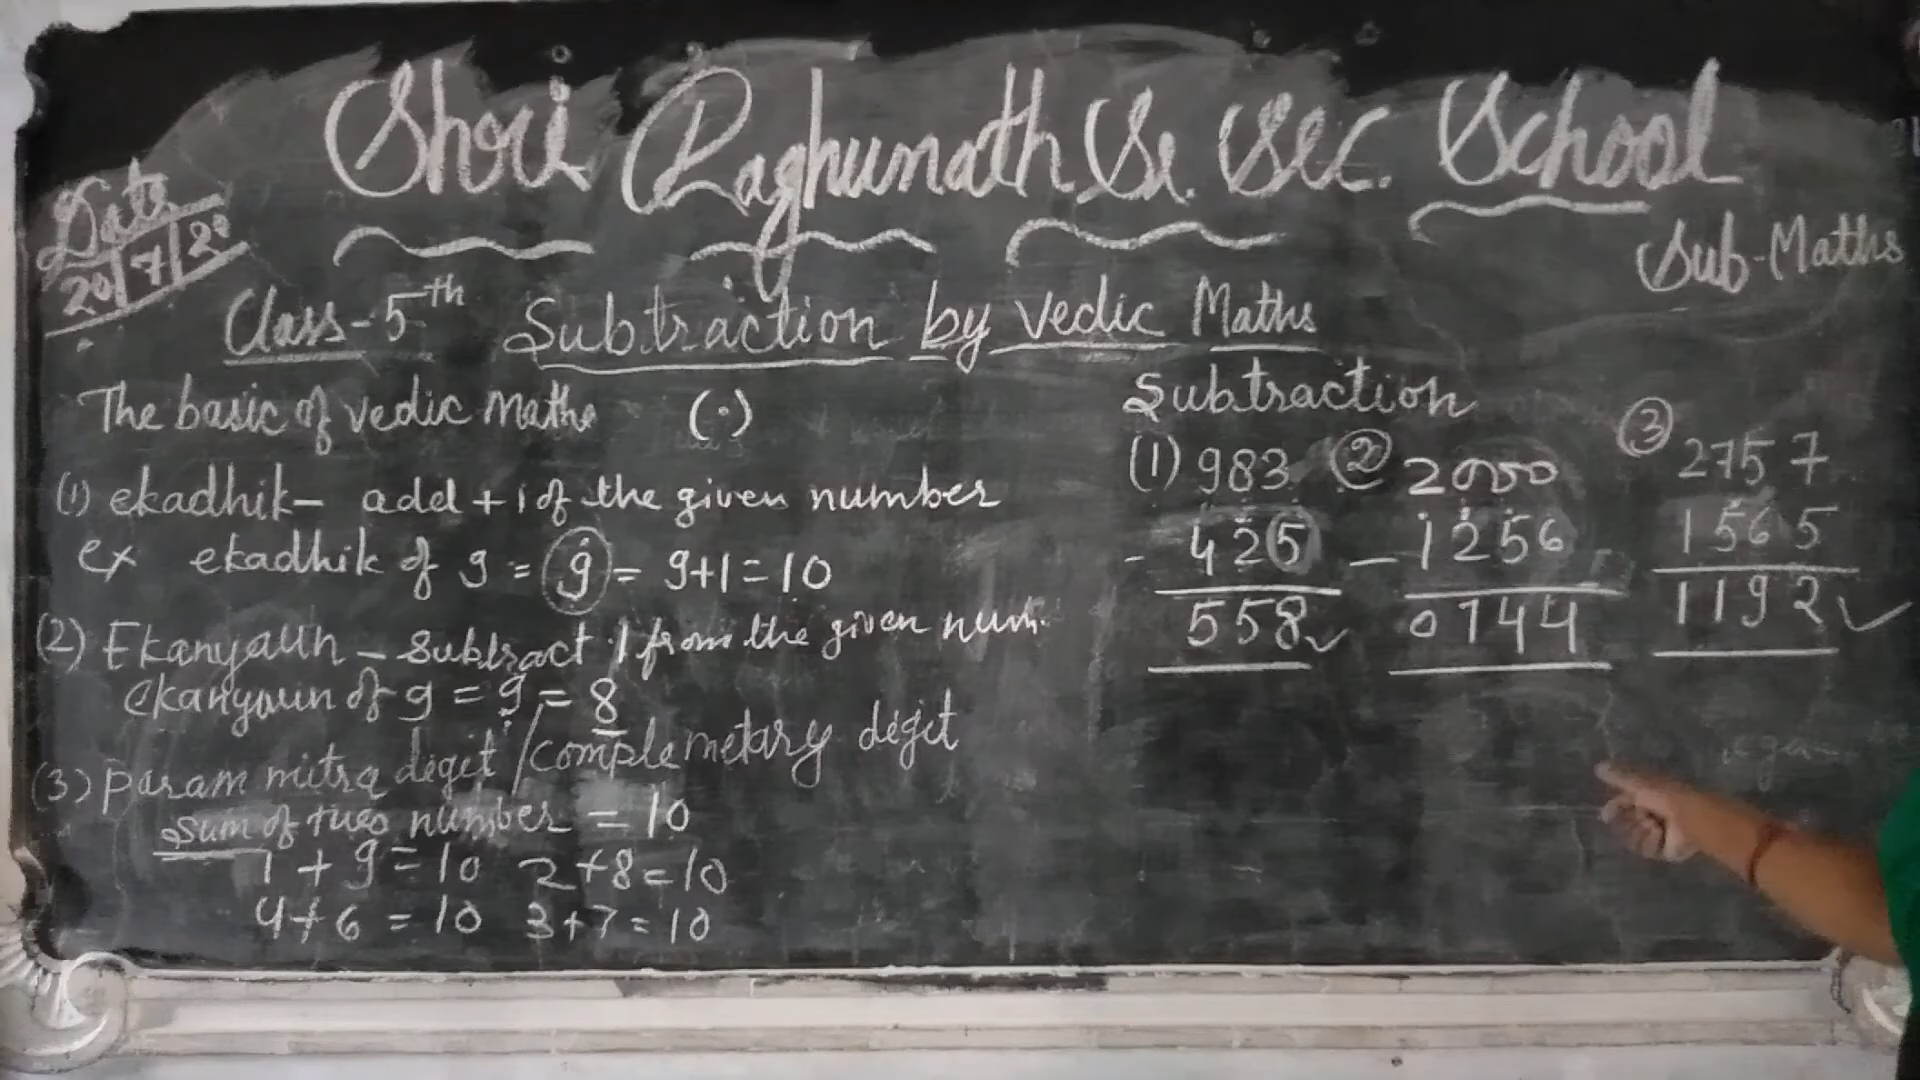 Shri Raghunath Sr. Sec. School
Date
20/7/20
Sub-Maths
Class-5th Subtraction by Vedic Maths
The basic of vedic maths (·)
(1) ekadhik - add +1 of the given number
ex ekadhik of 9 = 9̇ = 9+1=10
(2) Ekanyaun - subtract 1 from the given num.
ekanyaun of 9 = 9̣ = 8
(3) Param mitra degit / complemetary degit
Sum of two number = 10
1 + 9 = 10 2+8=10
4+6 = 10 3+7=10
Subtraction
(1) 983
- 425
558 ✓
② 2000
- 1256
0744
③ 2757
1565
1192 ✓